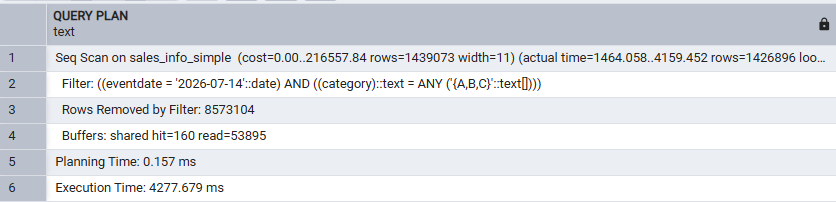 QUERY PLAN
text
1 Seq Scan on sales_info_simple (cost=0.00..216557.84 rows=1439073 width=11) (actual time=1464.058..4159.452 rows=1426896 loo...
2 Filter: ((eventdate = '2026-07-14'::date) AND ((category)::text = ANY ('{A,B,C}'::text[])))
3 Rows Removed by Filter: 8573104
4 Buffers: shared hit=160 read=53895
5 Planning Time: 0.157 ms
6 Execution Time: 4277.679 ms